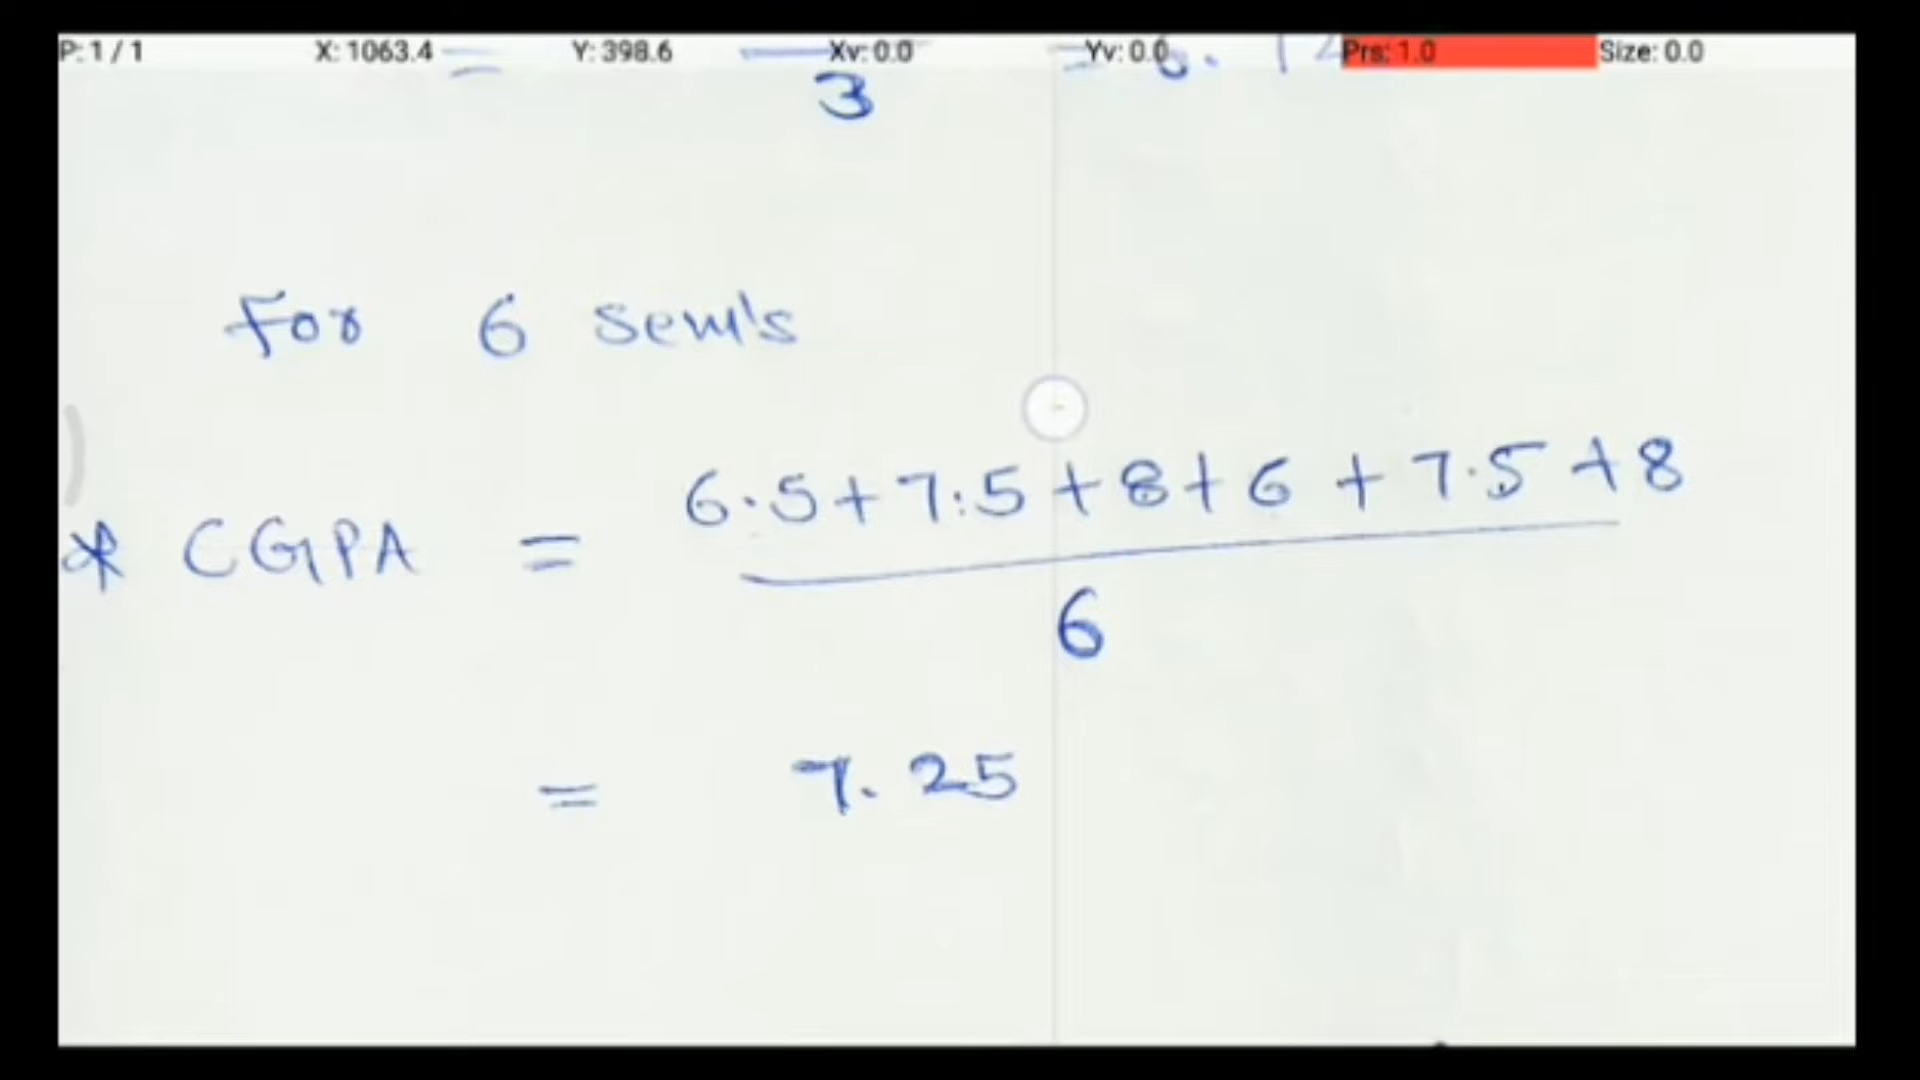 P: 1 / 1 X: 1063.4 Y: 398.6 Xv: 0.0 Yv: 0.0 Prs: 1.0 Size: 0.0
=
3
For 6 sem's
6.5+7.5+8+6+7.5+8
* CGPA =
6
= 7.25